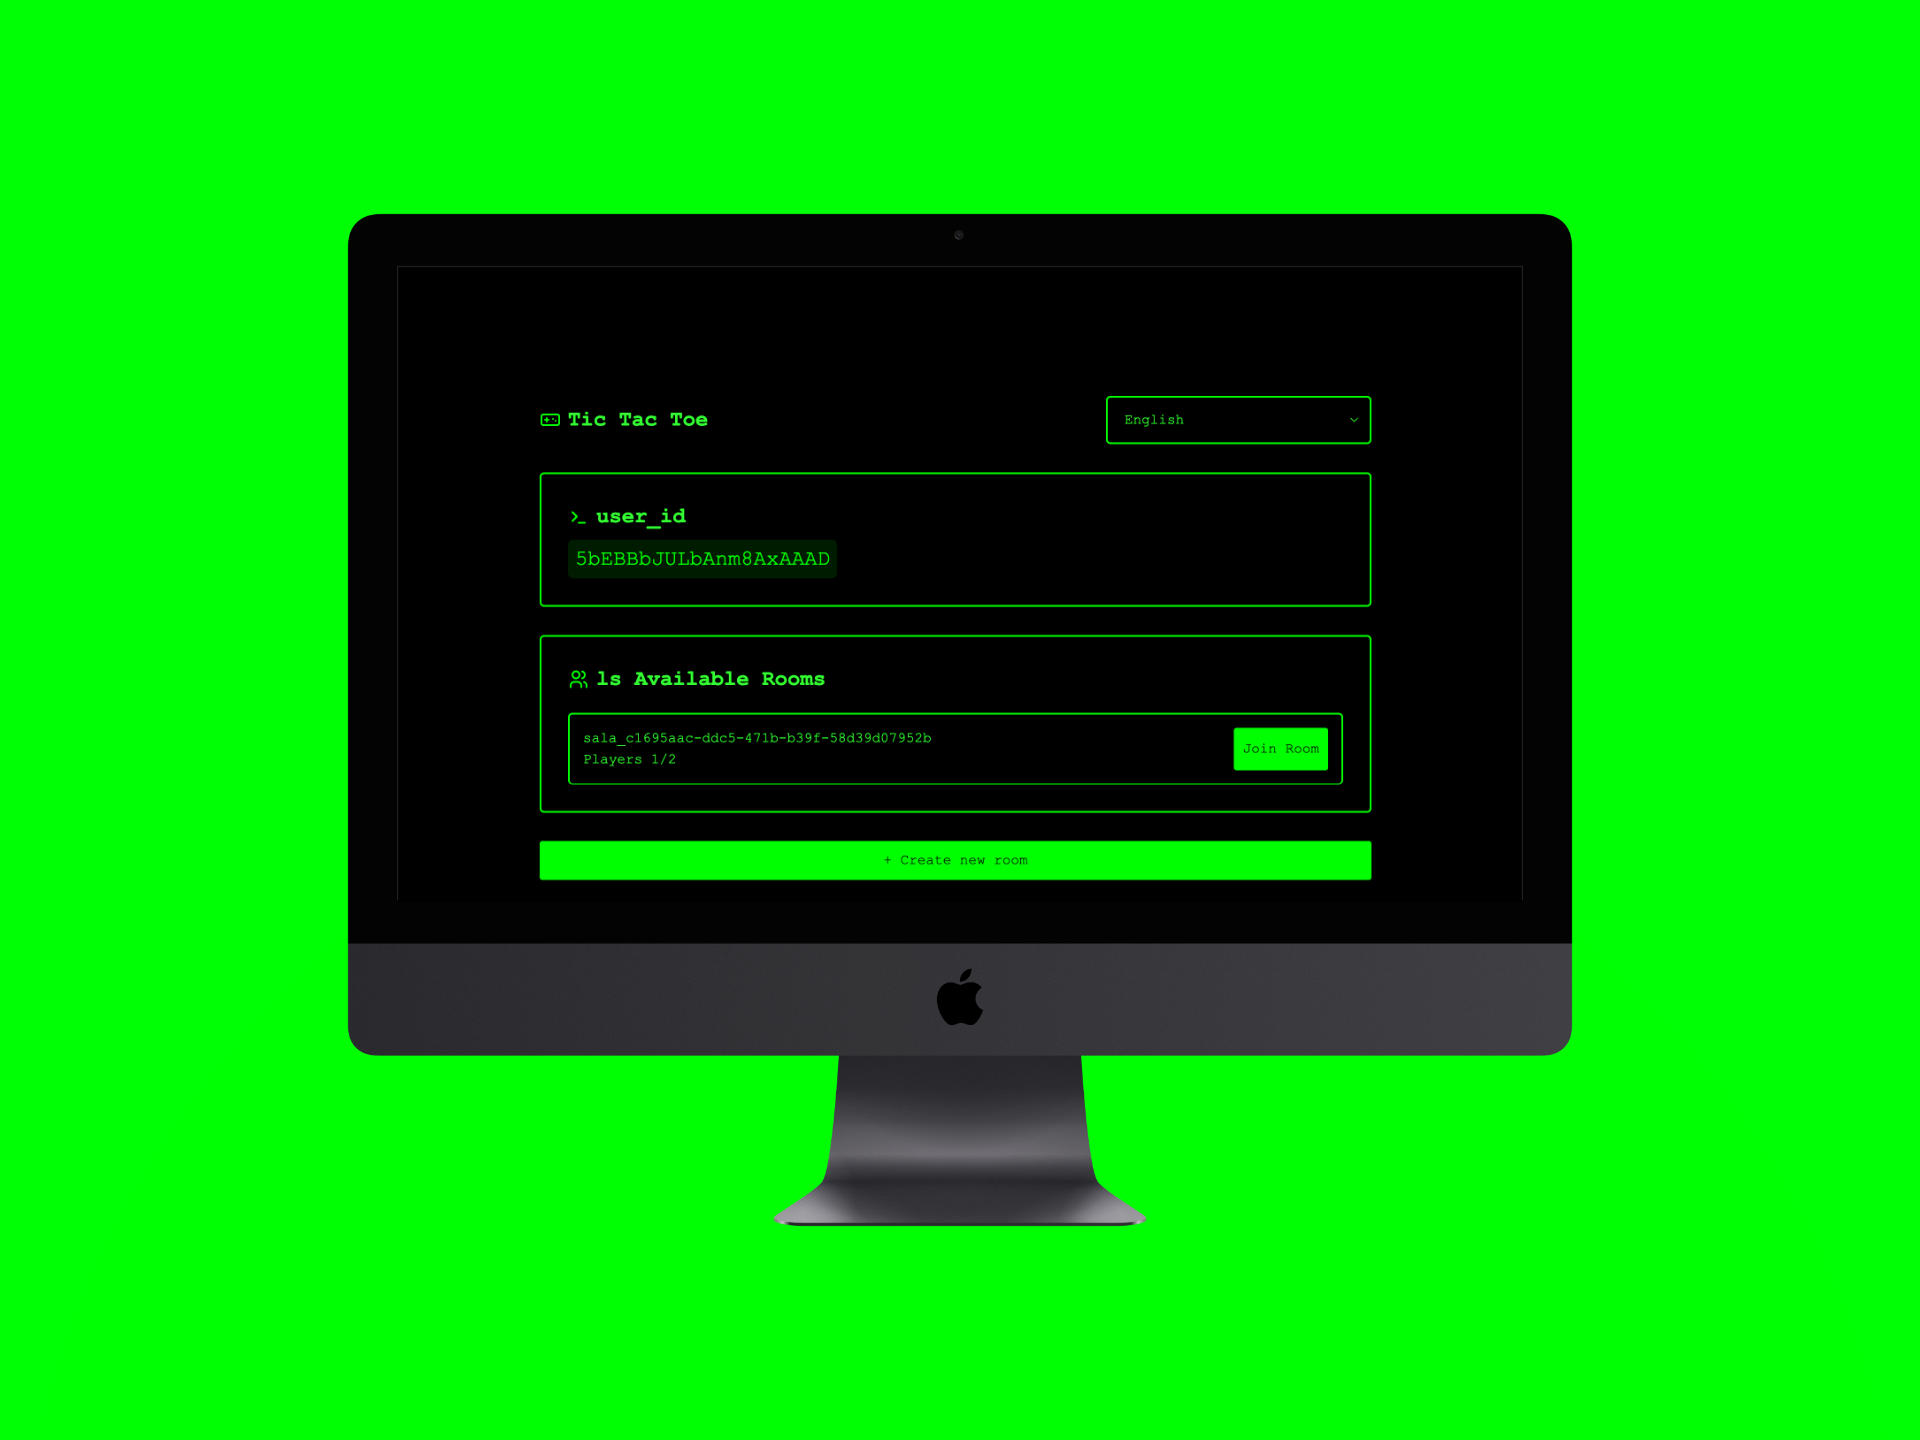 Tic Tac Toe
English
>_ user_id
5bEBBbJULbAnm8AxAAAD
ls Available Rooms
sala_c1695aac-ddc5-471b-b39f-58d39d07952b
Players 1/2
Join Room
+ Create new room